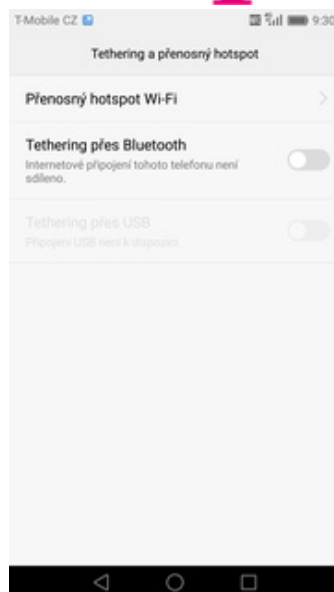 T-Mobile CZ
9:30
Tethering a přenosný hotspot
Přenosný hotspot Wi-Fi
Tethering přes Bluetooth
Internetové připojení tohoto telefonu není
sdíleno.
Tethering přes USB
Připojení USB není k dispozici.